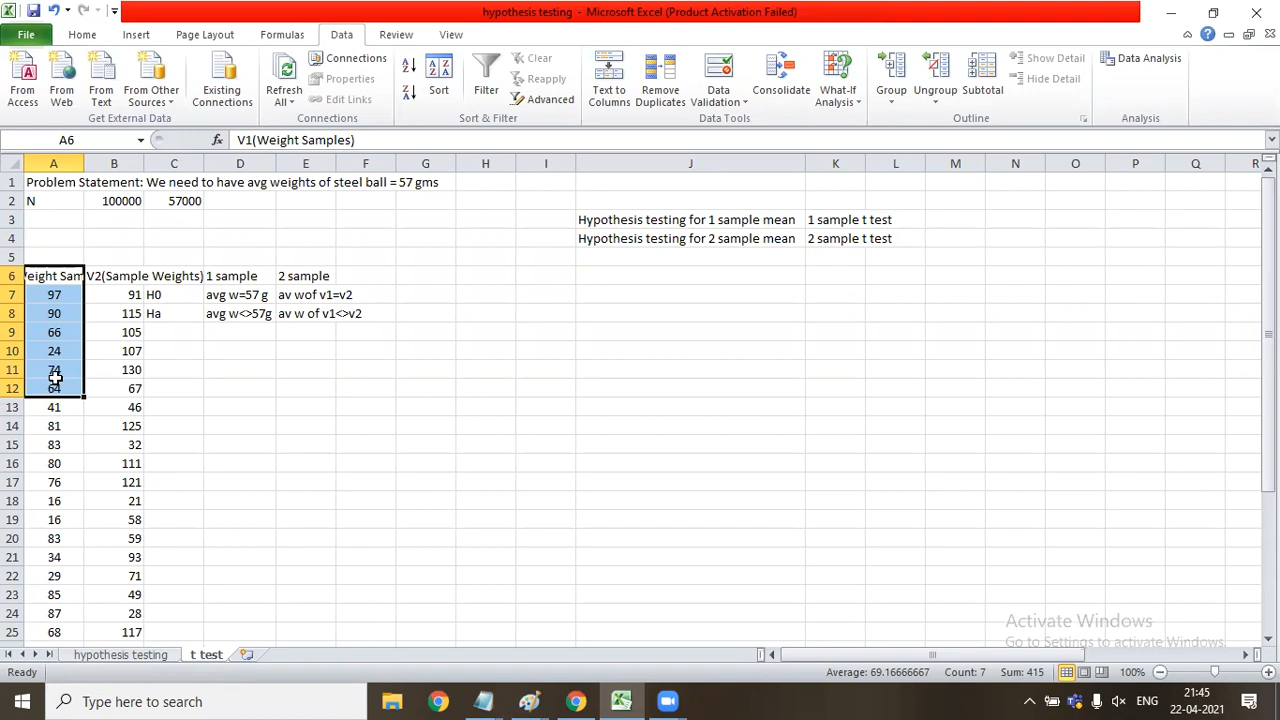 hypothesis testing - Microsoft Excel (Product Activation Failed)
File Home Insert Page Layout Formulas Data Review View
From Access
From Web
From Text
From Other Sources
Existing Connections
Get External Data
Refresh All
Connections
Properties
Edit Links
Connections
Sort
Filter
Clear
Reapply
Advanced
Sort & Filter
Text to Columns
Remove Duplicates
Data Validation
Consolidate
What-If Analysis
Data Tools
Group
Ungroup
Subtotal
Show Detail
Hide Detail
Outline
Data Analysis
Analysis
A6 fx V1(Weight Samples)
A B C D E F G H I J K L M N O P Q R
1 Problem Statement: We need to have avg weights of steel ball = 57 gms
2 N 100000 57000
3 Hypothesis testing for 1 sample mean 1 sample t test
4 Hypothesis testing for 2 sample mean 2 sample t test
5
6 Weight Sam V2(Sample Weights) 1 sample 2 sample
7 97 91 H0 avg w=57 g av wof v1=v2
8 90 115 Ha avg w<>57g av w of v1<>v2
9 66 105
10 24 107
11 74 130
12 64 67
13 41 46
14 81 125
15 83 32
16 80 111
17 76 121
18 16 21
19 16 58
20 83 59
21 34 93
22 29 71
23 85 49
24 87 28
25 68 117
Activate Windows
Go to Settings to activate Windows.
hypothesis testing t test
Ready Average: 69.16666667 Count: 7 Sum: 415 100%
Type here to search
ENG
21:45
22-04-2021